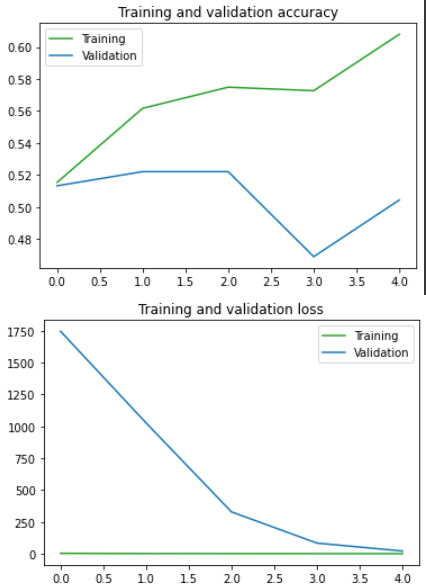 Training and validation accuracy
Training
Validation
0.60
0.58
0.56
0.54
0.52
0.50
0.48
0.0 0.5 1.0 1.5 2.0 2.5 3.0 3.5 4.0
Training and validation loss
Training
Validation
1750
1500
1250
1000
750
500
250
0
0.0 0.5 1.0 1.5 2.0 2.5 3.0 3.5 4.0